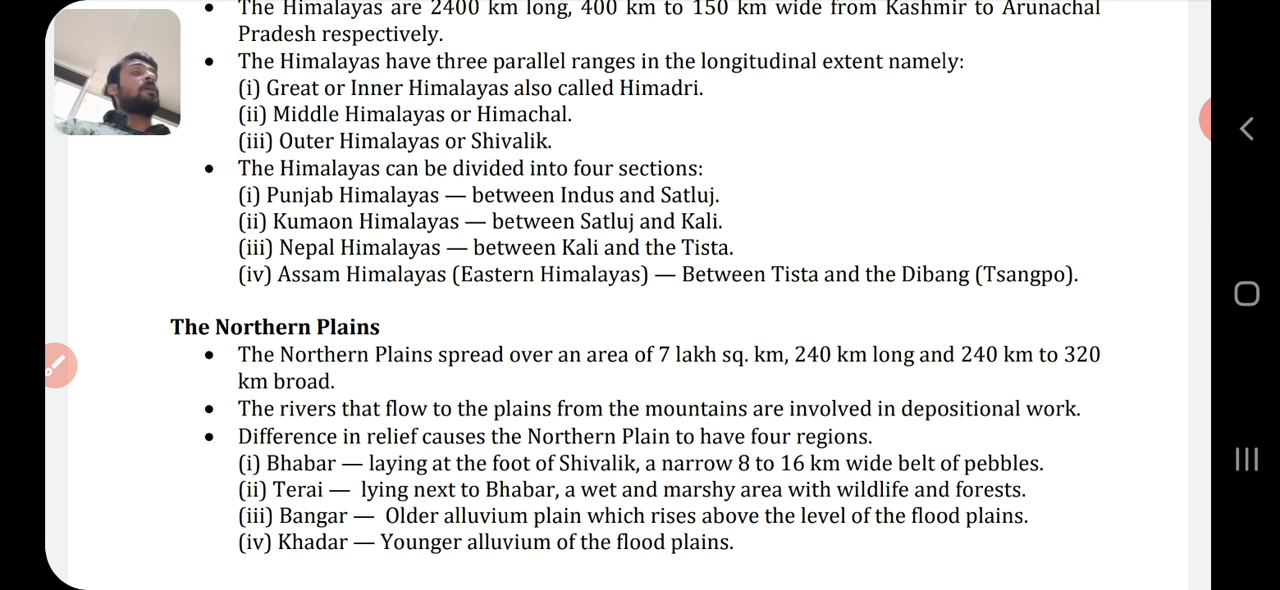 • The Himalayas are 2400 km long, 400 km to 150 km wide from Kashmir to Arunachal
Pradesh respectively.
• The Himalayas have three parallel ranges in the longitudinal extent namely:
(i) Great or Inner Himalayas also called Himadri.
(ii) Middle Himalayas or Himachal.
(iii) Outer Himalayas or Shivalik.
• The Himalayas can be divided into four sections:
(i) Punjab Himalayas — between Indus and Satluj.
(ii) Kumaon Himalayas — between Satluj and Kali.
(iii) Nepal Himalayas — between Kali and the Tista.
(iv) Assam Himalayas (Eastern Himalayas) — Between Tista and the Dibang (Tsangpo).
The Northern Plains
• The Northern Plains spread over an area of 7 lakh sq. km, 240 km long and 240 km to 320
km broad.
• The rivers that flow to the plains from the mountains are involved in depositional work.
• Difference in relief causes the Northern Plain to have four regions.
(i) Bhabar — laying at the foot of Shivalik, a narrow 8 to 16 km wide belt of pebbles.
(ii) Terai — lying next to Bhabar, a wet and marshy area with wildlife and forests.
(iii) Bangar — Older alluvium plain which rises above the level of the flood plains.
(iv) Khadar — Younger alluvium of the flood plains.